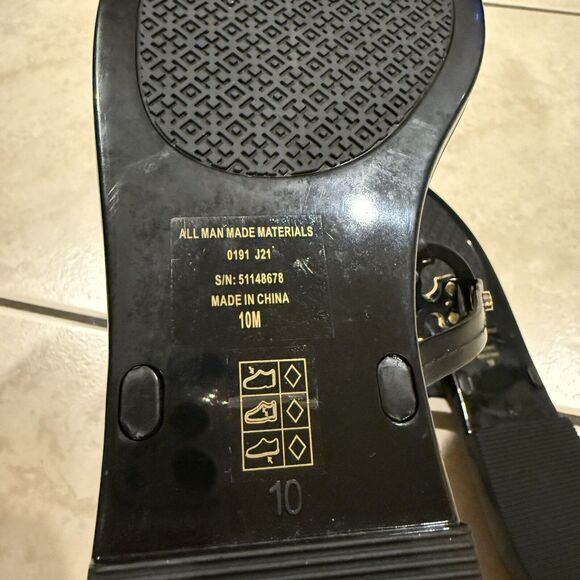 ALL MAN MADE MATERIALS
0191 J21
S/N: 51148678
MADE IN CHINA
10M
10